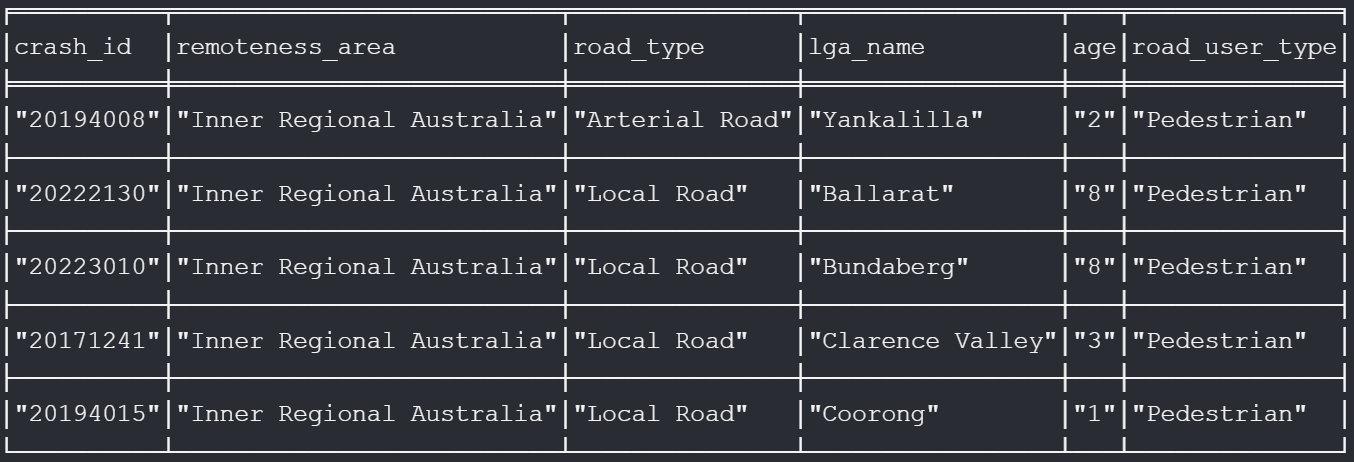 crash_id remoteness_area road_type lga_name age road_user_type
"20194008" "Inner Regional Australia" "Arterial Road" "Yankalilla" "2" "Pedestrian"
"20222130" "Inner Regional Australia" "Local Road" "Ballarat" "8" "Pedestrian"
"20223010" "Inner Regional Australia" "Local Road" "Bundaberg" "8" "Pedestrian"
"20171241" "Inner Regional Australia" "Local Road" "Clarence Valley" "3" "Pedestrian"
"20194015" "Inner Regional Australia" "Local Road" "Coorong" "1" "Pedestrian"